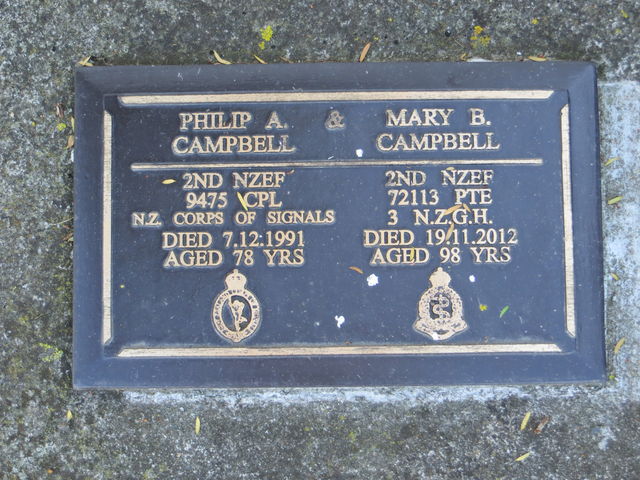 PHILIP A. & MARY B.
CAMPBELL CAMPBELL
2ND NZEF
9475 CPL
N.Z. CORPS OF SIGNALS
DIED 7.12.1991
AGED 78 YRS
2ND NZEF
72113 PTE
3 N.Z.G.H.
DIED 19.11.2012
AGED 98 YRS